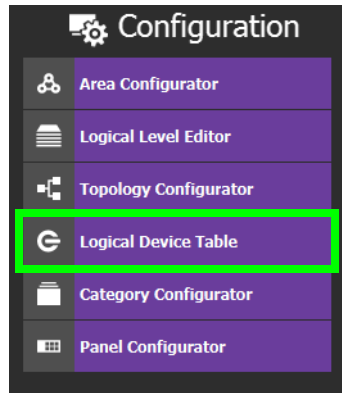 Configuration
Area Configurator
Logical Level Editor
Topology Configurator
Logical Device Table
Category Configurator
Panel Configurator